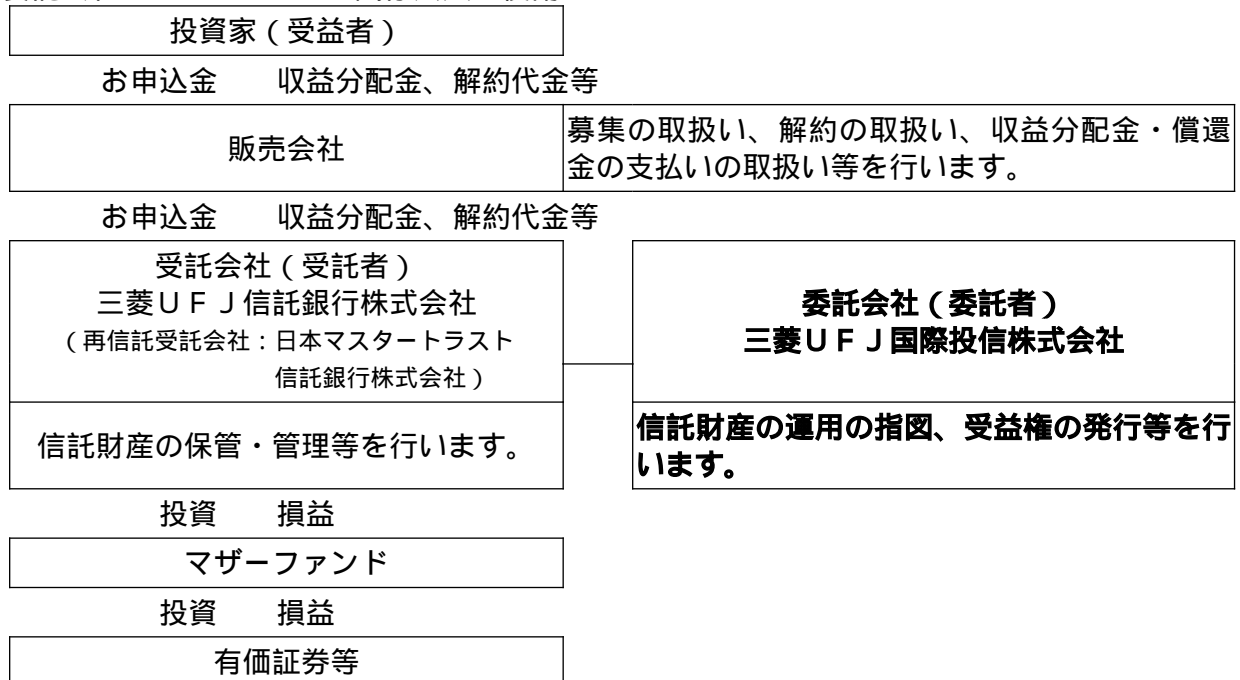 投資家（受益者）
お申込金　　収益分配金、解約代金等
販売会社
募集の取扱い、解約の取扱い、収益分配金・償還
金の支払いの取扱い等を行います。
お申込金　　収益分配金、解約代金等
受託会社（受託者）
三菱ＵＦＪ信託銀行株式会社
（再信託受託会社：日本マスタートラスト
信託銀行株式会社）
信託財産の保管・管理等を行います。
委託会社（委託者）
三菱ＵＦＪ国際投信株式会社
信託財産の運用の指図、受益権の発行等を行
います。
投資　　損益
マザーファンド
投資　　損益
有価証券等